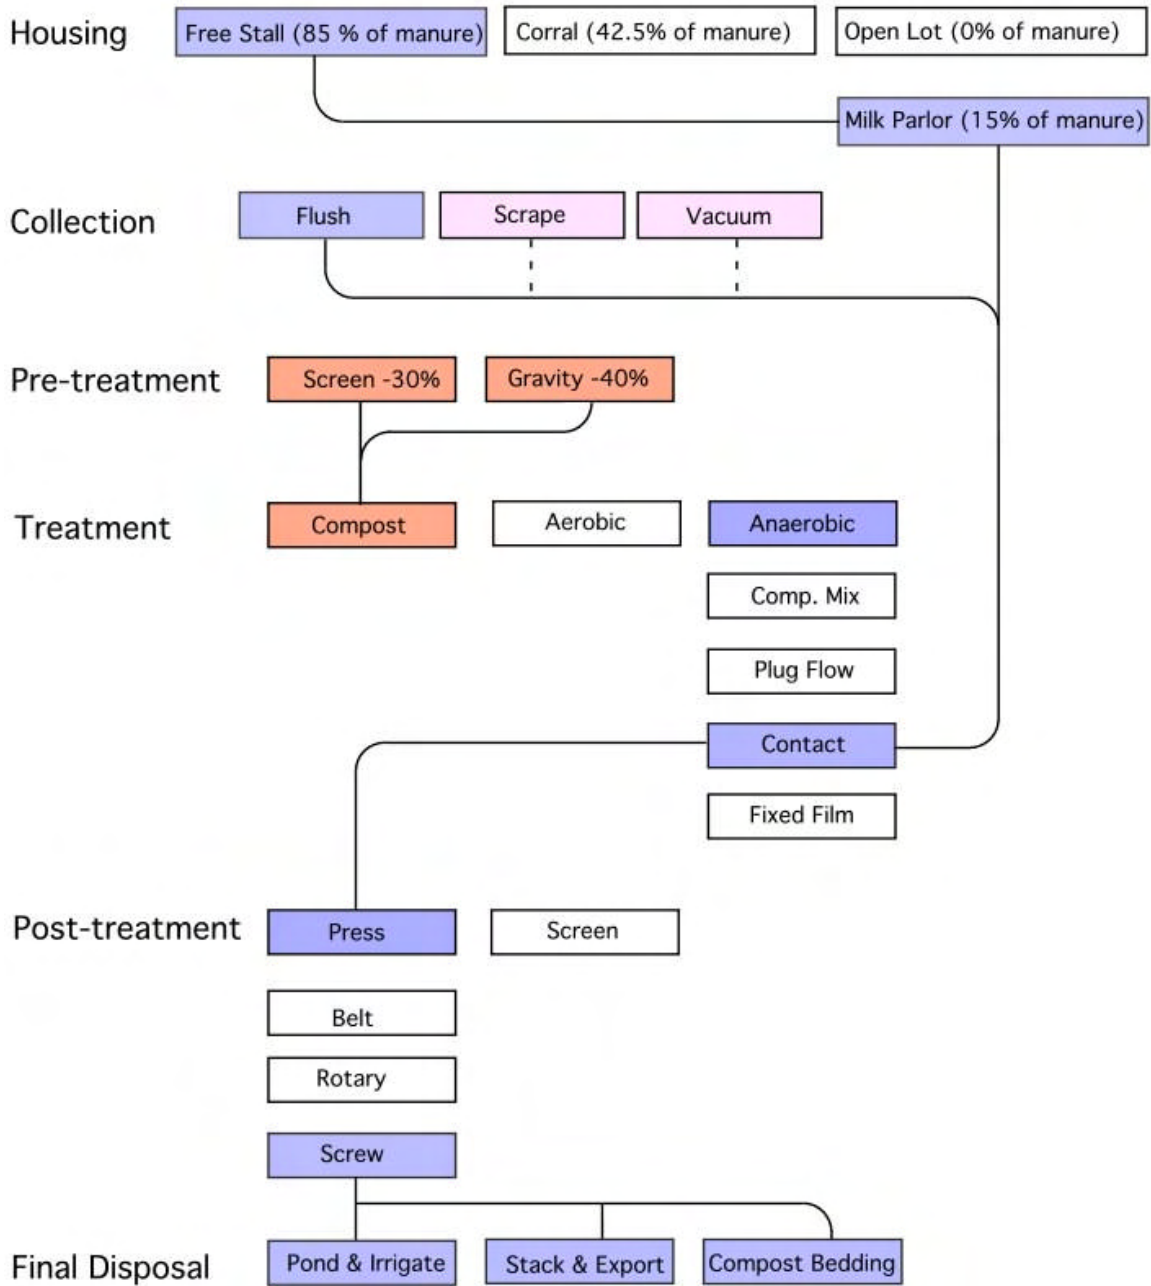 Housing
Free Stall (85 % of manure)
Corral (42.5% of manure)
Open Lot (0% of manure)
Milk Parlor (15% of manure)
Collection
Flush
Scrape
Vacuum
Pre-treatment
Screen -30%
Gravity -40%
Treatment
Compost
Aerobic
Anaerobic
Comp. Mix
Plug Flow
Contact
Fixed Film
Post-treatment
Press
Screen
Belt
Rotary
Screw
Final Disposal
Pond & Irrigate
Stack & Export
Compost Bedding